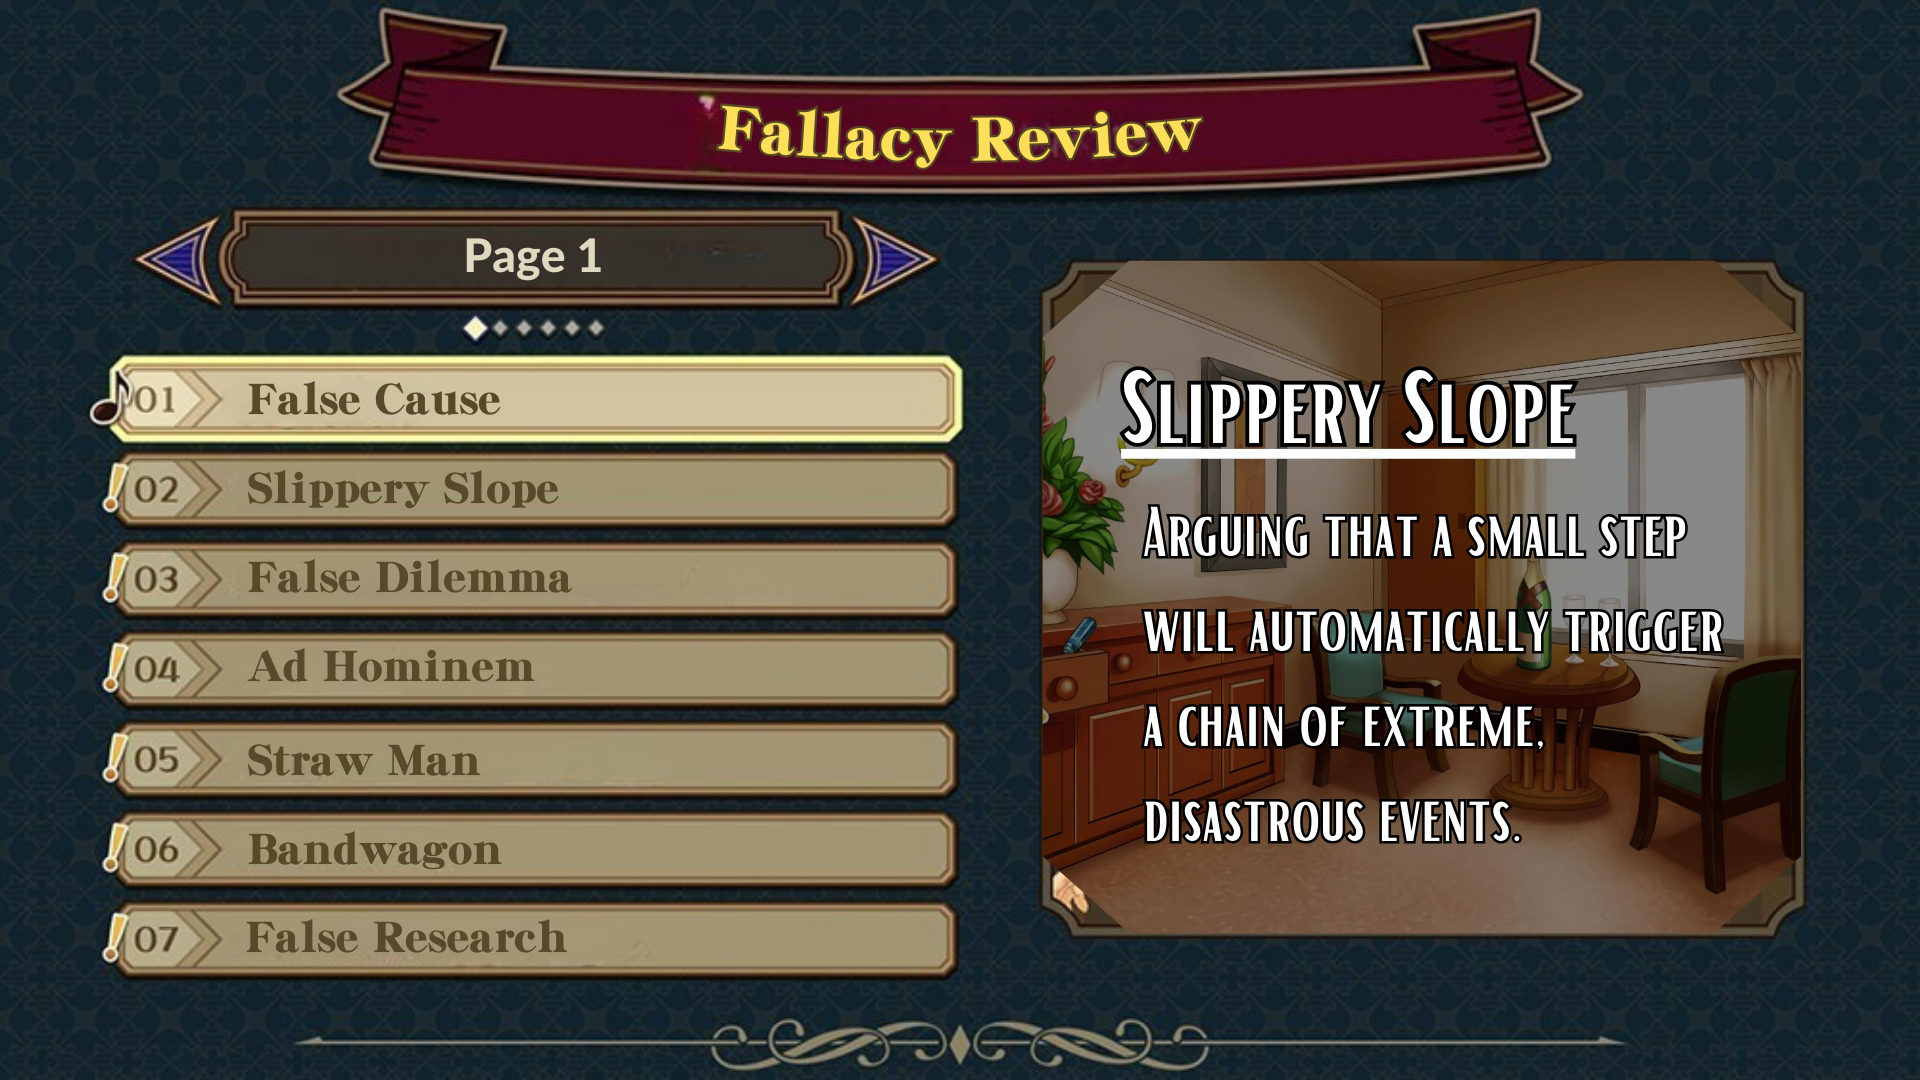 Fallacy Review
Page 1
01 False Cause
02 Slippery Slope
03 False Dilemma
04 Ad Hominem
05 Straw Man
06 Bandwagon
07 False Research
Slippery Slope
Arguing that a small step
will automatically trigger
a chain of extreme,
disastrous events.